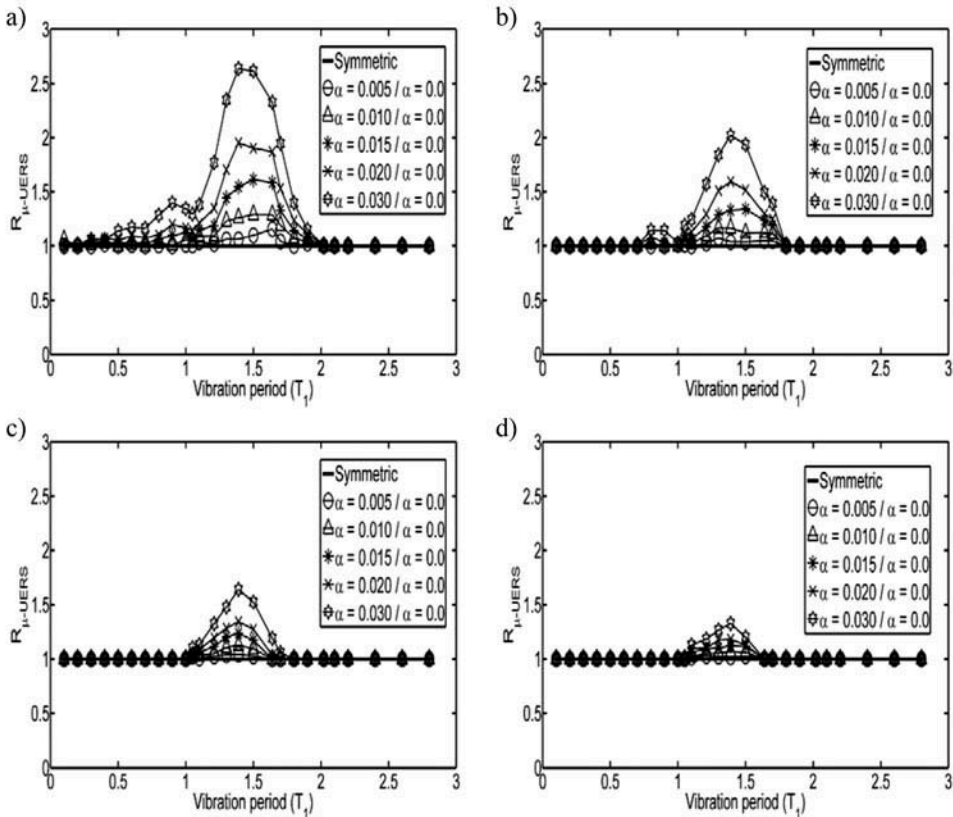 a)
3
2.5
2
1.5
1
0.5
0
R μ-UERS
Symmetric
α = 0.005 / α = 0.0
α = 0.010 / α = 0.0
α = 0.015 / α = 0.0
α = 0.020 / α = 0.0
α = 0.030 / α = 0.0
0 0.5 1 1.5 2 2.5 3
Vibration period (T1)
b)
3
2.5
2
1.5
1
0.5
0
R μ-UERS
Symmetric
α = 0.005 / α = 0.0
α = 0.010 / α = 0.0
α = 0.015 / α = 0.0
α = 0.020 / α = 0.0
α = 0.030 / α = 0.0
0 0.5 1 1.5 2 2.5 3
Vibration period (T1)
c)
3
2.5
2
1.5
1
0.5
0
R μ-UERS
Symmetric
α = 0.005 / α = 0.0
α = 0.010 / α = 0.0
α = 0.015 / α = 0.0
α = 0.020 / α = 0.0
α = 0.030 / α = 0.0
0 0.5 1 1.5 2 2.5 3
Vibration period (T1)
d)
3
2.5
2
1.5
1
0.5
0
R μ-UERS
Symmetric
α = 0.005 / α = 0.0
α = 0.010 / α = 0.0
α = 0.015 / α = 0.0
α = 0.020 / α = 0.0
α = 0.030 / α = 0.0
0 0.5 1 1.5 2 2.5 3
Vibration period (T1)